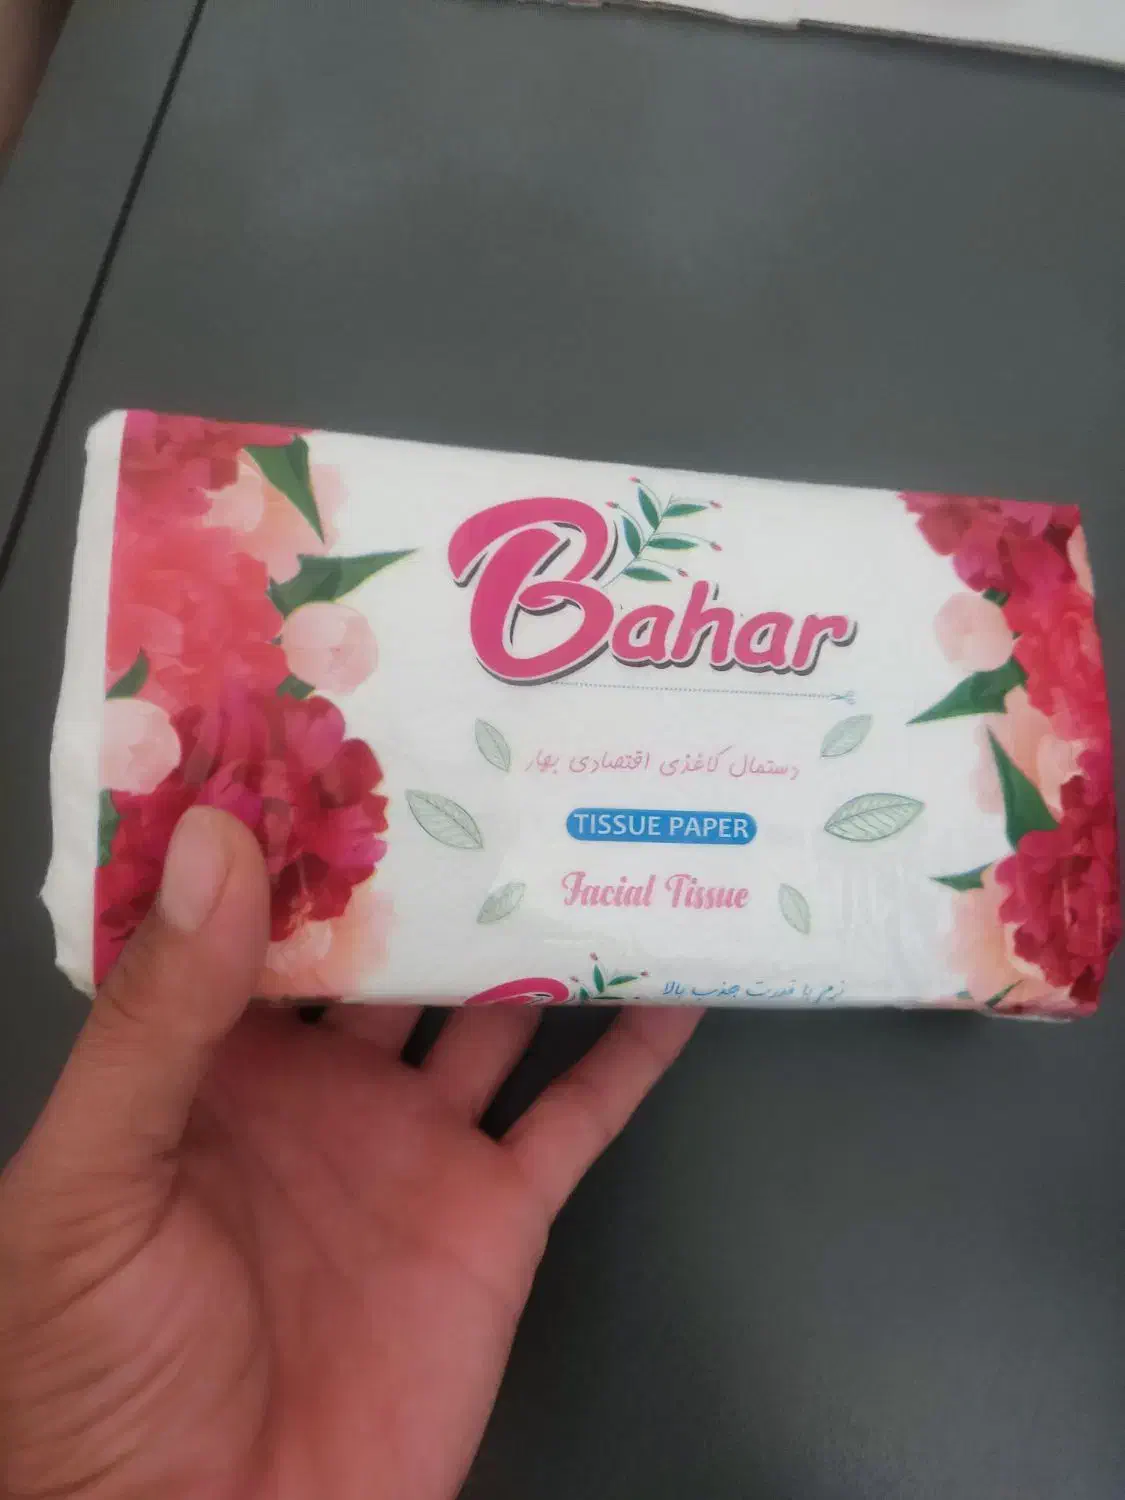 Bahar
دستمال کاغذی اقتصادی بهار
TISSUE PAPER
Facial Tissue
نرم با قدرت جذب بالا